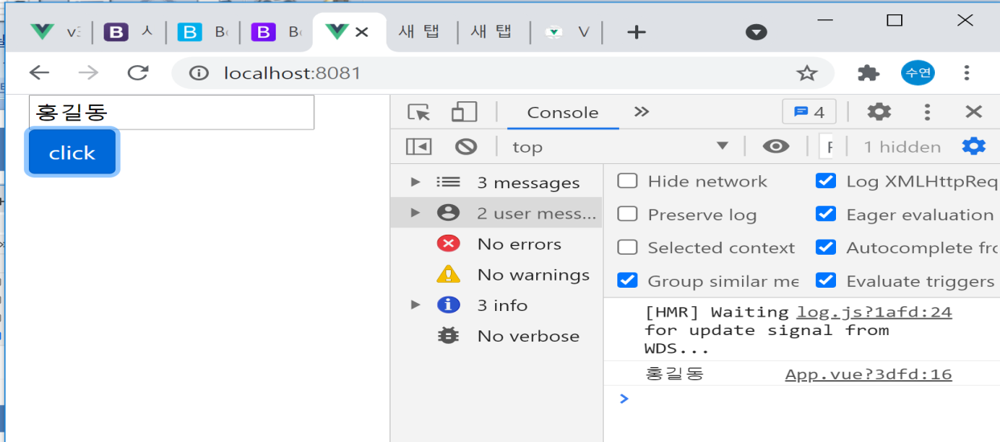 B
B
B
새 탭
새 탭
V
localhost:8081
수연
홍길동
click
Console
4
top
1 hidden
3 messages
2 user mess...
No errors
No warnings
3 info
No verbose
Hide network
Log XMLHttpReq
Preserve log
Eager evaluation
Selected context
Autocomplete fro
Group similar me
Evaluate triggers
[HMR] Waiting log.js?1afd:24
for update signal from
WDS...
홍길동 App.vue?3dfd:16